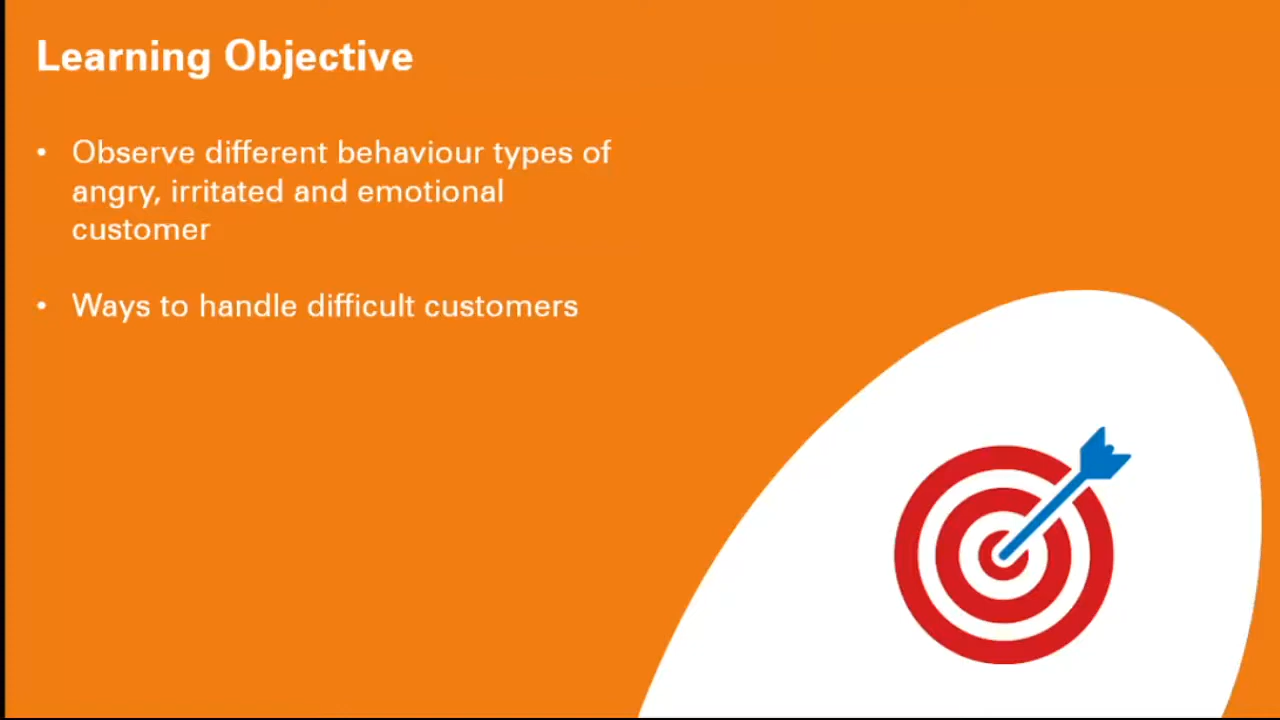 Learning Objective
• Observe different behaviour types of
angry, irritated and emotional
customer
• Ways to handle difficult customers